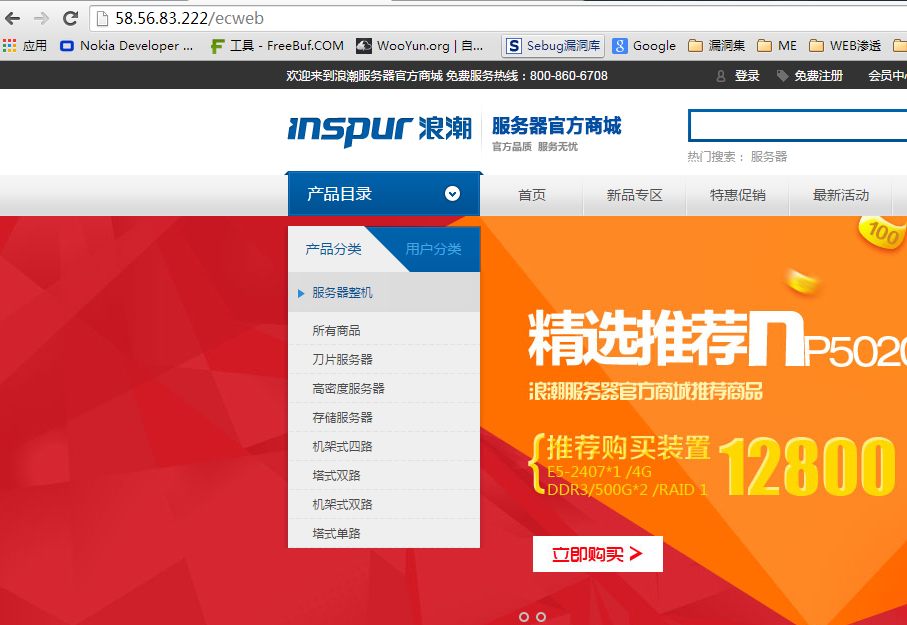 58.56.83.222/ecweb
应用 Nokia Developer ... 工具 - FreeBuf.COM WooYun.org | 自... Sebug漏洞库 Google 漏洞集 ME WEB渗透
欢迎来到浪潮服务器官方商城 免费服务热线：800-860-6708 登录 免费注册 会员中
inspur 浪潮 服务器官方商城
官方品质 服务无忧
热门搜索： 服务器
产品目录 首页 新品专区 特惠促销 最新活动
产品分类 用户分类
服务器整机
所有商品
刀片服务器
高密度服务器
存储服务器
机架式四路
塔式双路
机架式双路
塔式单路
100
精选推荐 NP5020
浪潮服务器官方商城推荐商品
{推荐购买装置 12800
E5-2407*1 /4G
DDR3/500G*2 /RAID 1
立即购买 >